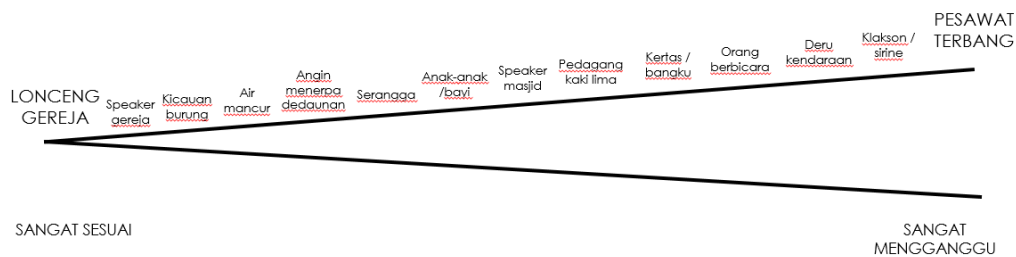 LONCENG
GEREJA
Speaker
gereja
Kicauan
burung
Air
mancur
Angin
menerpa
dedaunan
Serangga
Anak-anak
/bayi
Speaker
masjid
Pedagang
kaki lima
Kertas /
bangku
Orang
berbicara
Deru
kendaraan
Klakson /
sirine
PESAWAT
TERBANG
SANGAT SESUAI
SANGAT
MENGGANGGU